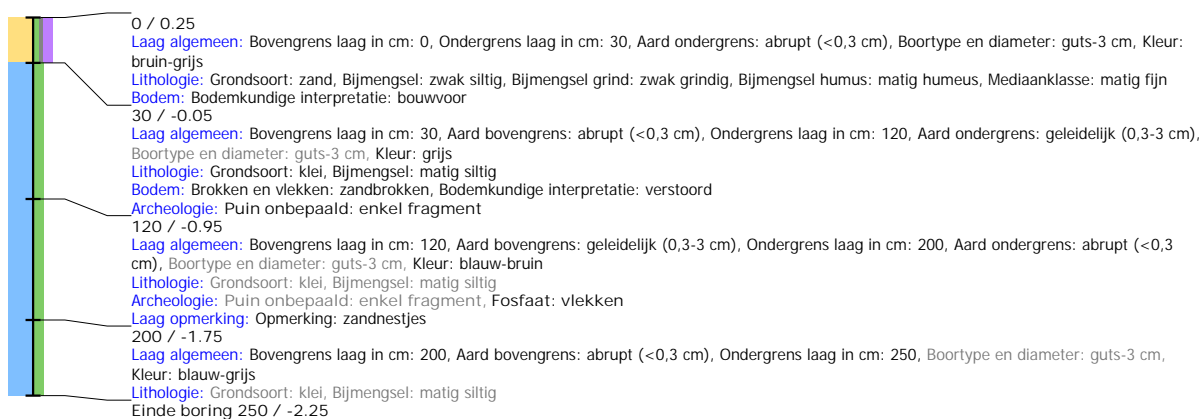 0 / 0.25
Laag algemeen: Bovengrens laag in cm: 0, Ondergrens laag in cm: 30, Aard ondergrens: abrupt (<0,3 cm), Boortype en diameter: guts-3 cm, Kleur:
bruin-grijs
Lithologie: Grondsoort: zand, Bijmengsel: zwak siltig, Bijmengsel grind: zwak grindig, Bijmengsel humus: matig humeus, Mediaanklasse: matig fijn
Bodem: Bodemkundige interpretatie: bouwvoor
30 / -0.05
Laag algemeen: Bovengrens laag in cm: 30, Aard bovengrens: abrupt (<0,3 cm), Ondergrens laag in cm: 120, Aard ondergrens: geleidelijk (0,3-3 cm),
Boortype en diameter: guts-3 cm, Kleur: grijs
Lithologie: Grondsoort: klei, Bijmengsel: matig siltig
Bodem: Brokken en vlekken: zandbrokken, Bodemkundige interpretatie: verstoord
Archeologie: Puin onbepaald: enkel fragment
120 / -0.95
Laag algemeen: Bovengrens laag in cm: 120, Aard bovengrens: geleidelijk (0,3-3 cm), Ondergrens laag in cm: 200, Aard ondergrens: abrupt (<0,3
cm), Boortype en diameter: guts-3 cm, Kleur: blauw-bruin
Lithologie: Grondsoort: klei, Bijmengsel: matig siltig
Archeologie: Puin onbepaald: enkel fragment, Fosfaat: vlekken
Laag opmerking: Opmerking: zandnestjes
200 / -1.75
Laag algemeen: Bovengrens laag in cm: 200, Aard bovengrens: abrupt (<0,3 cm), Ondergrens laag in cm: 250, Boortype en diameter: guts-3 cm,
Kleur: blauw-grijs
Lithologie: Grondsoort: klei, Bijmengsel: matig siltig
Einde boring 250 / -2.25